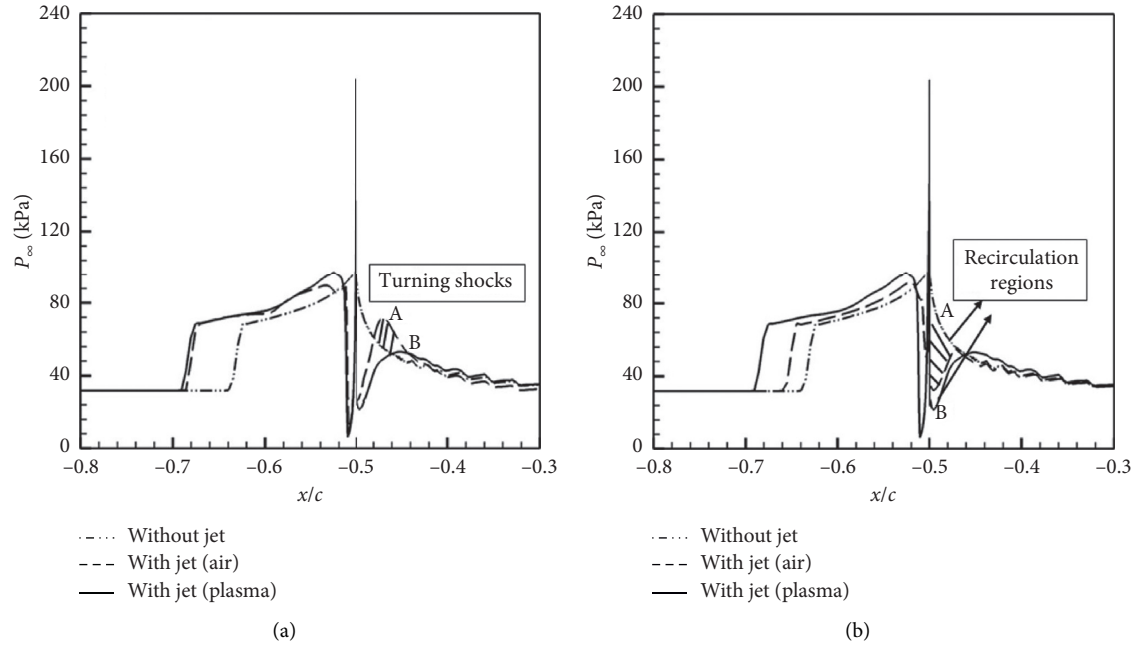 240
200
160
120
80
40
0
P∞ (kPa)
Turning shocks
A
B
–0.8
–0.7
–0.6
–0.5
–0.4
–0.3
x/c
Without jet
With jet (air)
With jet (plasma)
(a)
240
200
160
120
80
40
0
P∞ (kPa)
Recirculation
regions
A
B
–0.8
–0.7
–0.6
–0.5
–0.4
–0.3
x/c
Without jet
With jet (air)
With jet (plasma)
(b)